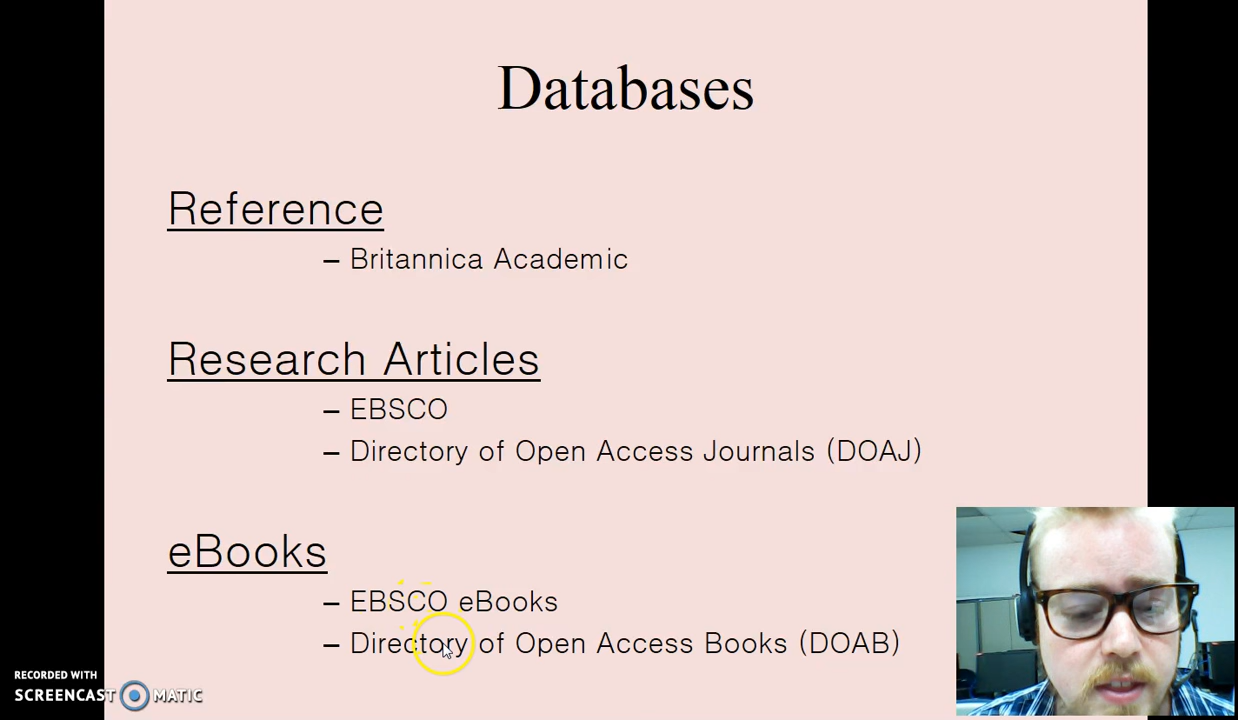 Databases
Reference
– Britannica Academic
Research Articles
– EBSCO
– Directory of Open Access Journals (DOAJ)
eBooks
– EBSCO eBooks
– Directory of Open Access Books (DOAB)
RECORDED WITH
SCREENCAST MATIC